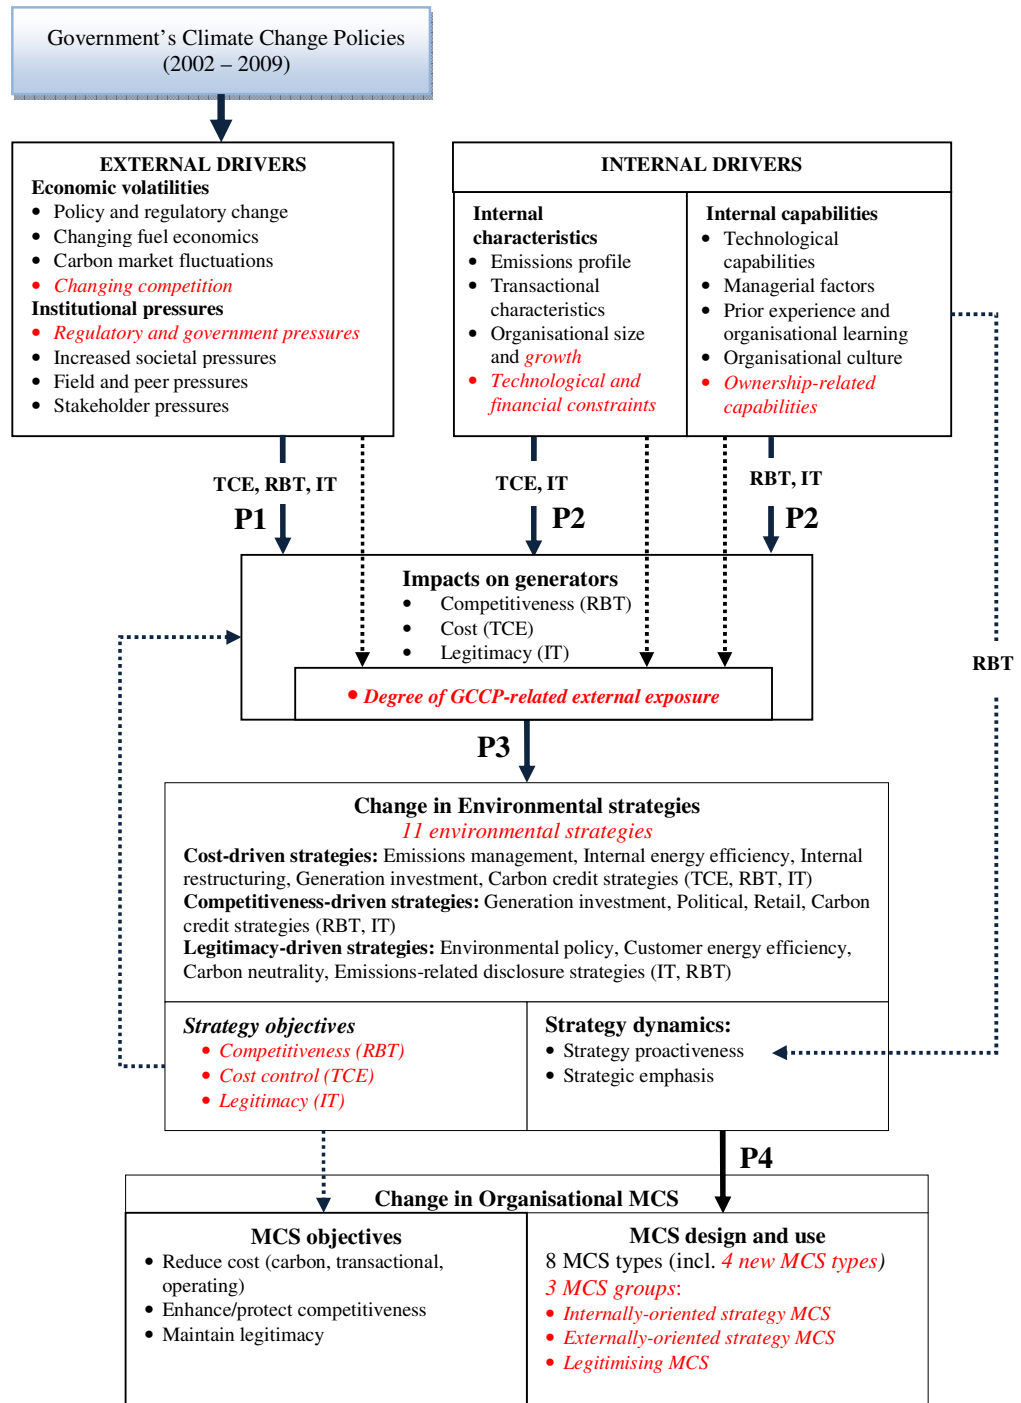 Government's Climate Change Policies
(2002 – 2009)
EXTERNAL DRIVERS
Economic volatilities
• Policy and regulatory change
• Changing fuel economics
• Carbon market fluctuations
• Changing competition
Institutional pressures
• Regulatory and government pressures
• Increased societal pressures
• Field and peer pressures
• Stakeholder pressures
INTERNAL DRIVERS
Internal
characteristics
• Emissions profile
• Transactional
characteristics
• Organisational size
and growth
• Technological and
financial constraints
Internal capabilities
• Technological
capabilities
• Managerial factors
• Prior experience and
organisational learning
• Organisational culture
• Ownership-related
capabilities
TCE, RBT, IT
P1
TCE, IT
P2
RBT, IT
P2
RBT
Impacts on generators
• Competitiveness (RBT)
• Cost (TCE)
• Legitimacy (IT)
• Degree of GCCP-related external exposure
P3
Change in Environmental strategies
11 environmental strategies
Cost-driven strategies: Emissions management, Internal energy efficiency, Internal
restructuring, Generation investment, Carbon credit strategies (TCE, RBT, IT)
Competitiveness-driven strategies: Generation investment, Political, Retail, Carbon
credit strategies (RBT, IT)
Legitimacy-driven strategies: Environmental policy, Customer energy efficiency,
Carbon neutrality, Emissions-related disclosure strategies (IT, RBT)
Strategy objectives
• Competitiveness (RBT)
• Cost control (TCE)
• Legitimacy (IT)
Strategy dynamics:
• Strategy proactiveness
• Strategic emphasis
P4
Change in Organisational MCS
MCS objectives
• Reduce cost (carbon, transactional,
operating)
• Enhance/protect competitiveness
• Maintain legitimacy
MCS design and use
8 MCS types (incl. 4 new MCS types)
3 MCS groups:
• Internally-oriented strategy MCS
• Externally-oriented strategy MCS
• Legitimising MCS